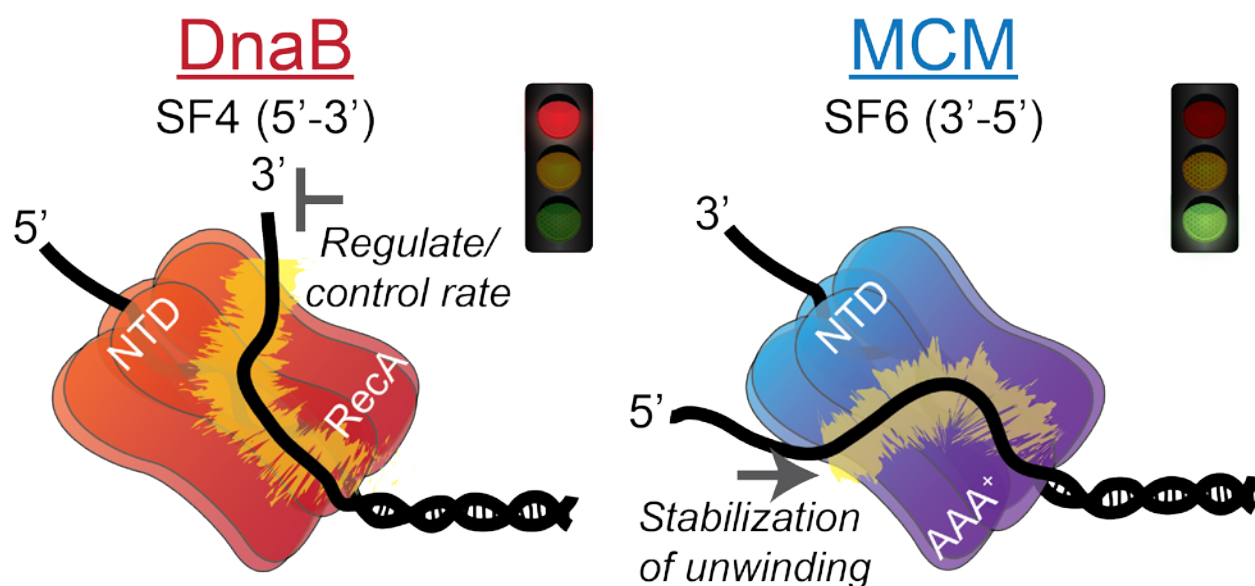 DnaB
SF4 (5’-3’)
3’
5’
Regulate/
control rate
NTD
RecA
MCM
SF6 (3’-5’)
3’
NTD
5’
AAA+
Stabilization
of unwinding